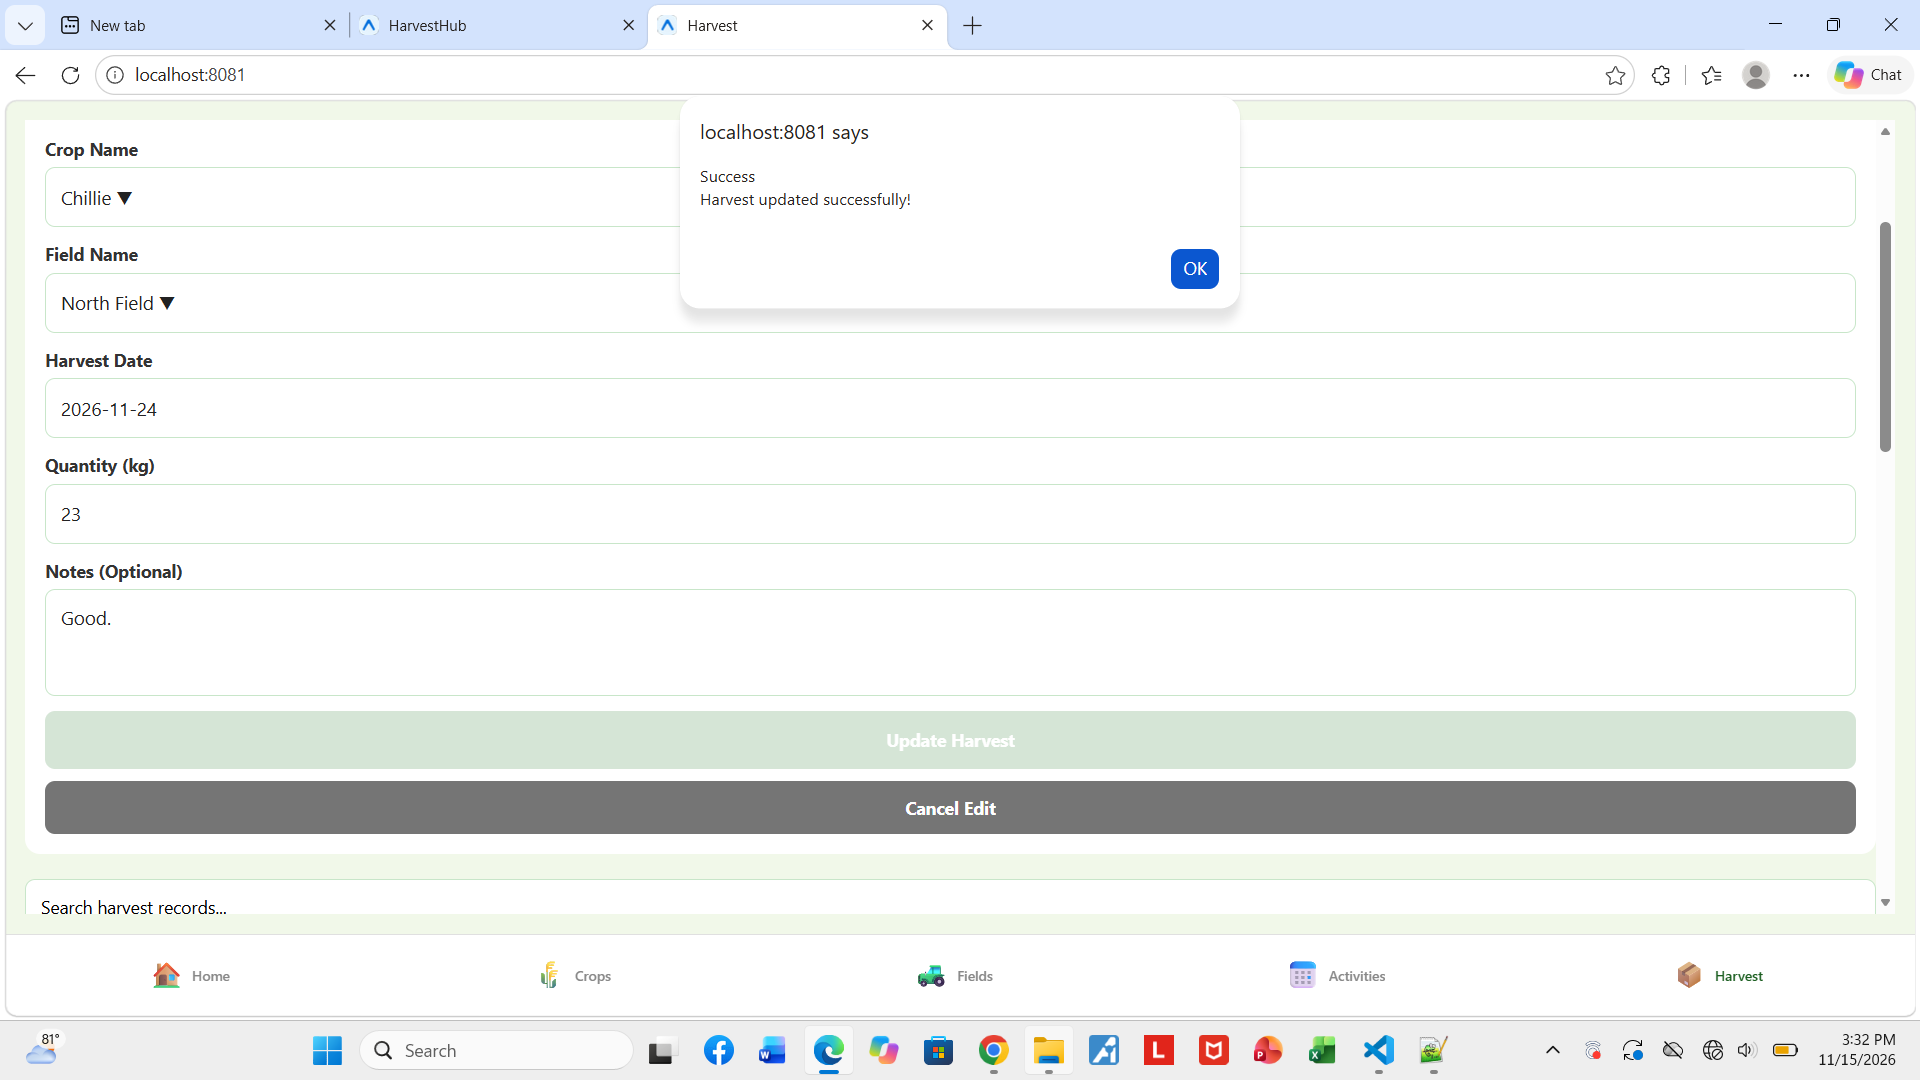 New tab
HarvestHub
Harvest
localhost:8081
Chat
localhost:8081 says
Success
Harvest updated successfully!
OK
Crop Name
Chillie ▼
Field Name
North Field ▼
Harvest Date
2026-11-24
Quantity (kg)
23
Notes (Optional)
Good.
Update Harvest
Cancel Edit
Search harvest records...
Home
Crops
Fields
Activities
Harvest
81°
Search
3:32 PM
11/15/2026